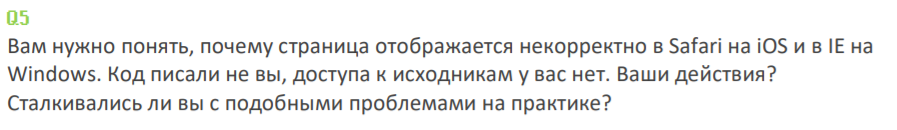 Q5
Вам нужно понять, почему страница отображается некорректно в Safari на iOS и в IE на
Windows. Код писали не вы, доступа к исходникам у вас нет. Ваши действия?
Сталкивались ли вы с подобными проблемами на практике?